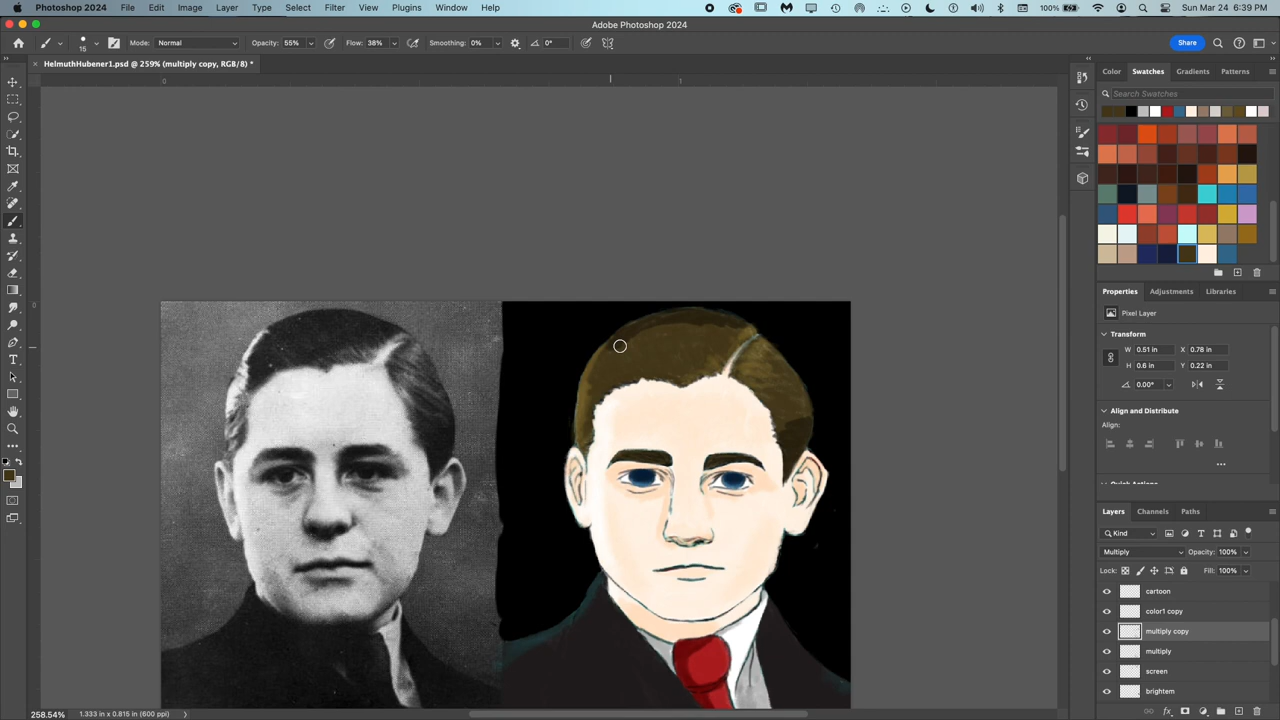 Photoshop File Edit Image Layer Type Select Filter View Plugins Window Help 100% Sun Mar 24 6:39 PM
Adobe Photoshop 2024
15 Mode: Normal Opacity: 55% Flow: 38% Smoothing: 0% 0° Share
HelmuthHubener1.psd @ 259% (multiply copy, RGB/8) *
0 1
0
Color Swatches Gradients Patterns
Search Swatches
Properties Adjustments Libraries
Pixel Layer
Transform
W 0.51 in X 0.78 in
H 0.6 in Y 0.22 in
0.00°
Align and Distribute
Align:
Layers Channels Paths
Kind
Multiply Opacity: 100%
Lock: Fill: 100%
cartoon
color1 copy
multiply copy
multiply
screen
brighten
258.54% 1.333 in x 0.815 in (600 ppi)